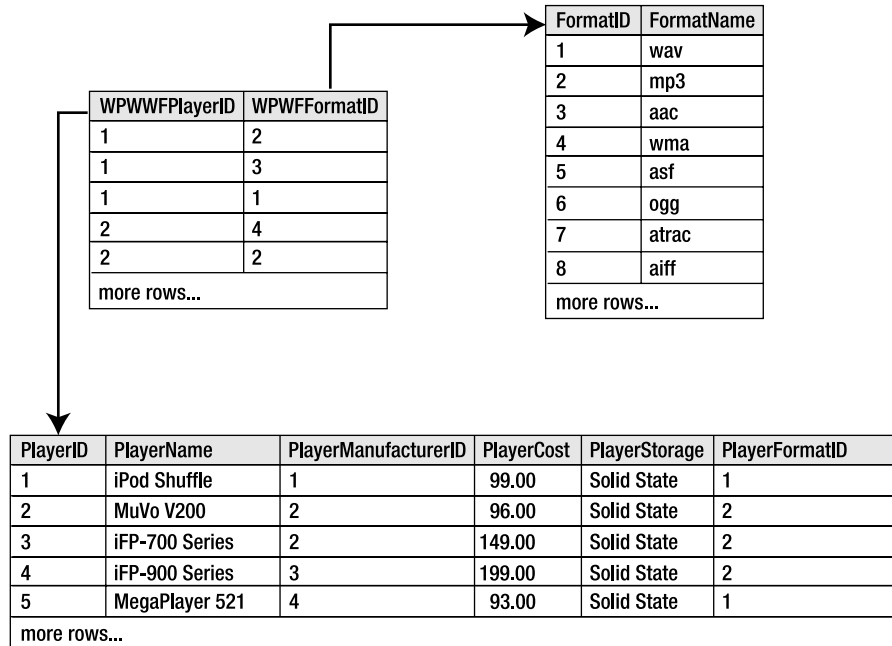 FormatID FormatName
1 wav
2 mp3
3 aac
4 wma
5 asf
6 ogg
7 atrac
8 aiff
more rows...
WPWWFPlayerID WPWFFormatID
1 2
1 3
1 1
2 4
2 2
more rows...
PlayerID PlayerName PlayerManufacturerID PlayerCost PlayerStorage PlayerFormatID
1 iPod Shuffle 1 99.00 Solid State 1
2 MuVo V200 2 96.00 Solid State 2
3 iFP-700 Series 2 149.00 Solid State 2
4 iFP-900 Series 3 199.00 Solid State 2
5 MegaPlayer 521 4 93.00 Solid State 1
more rows...